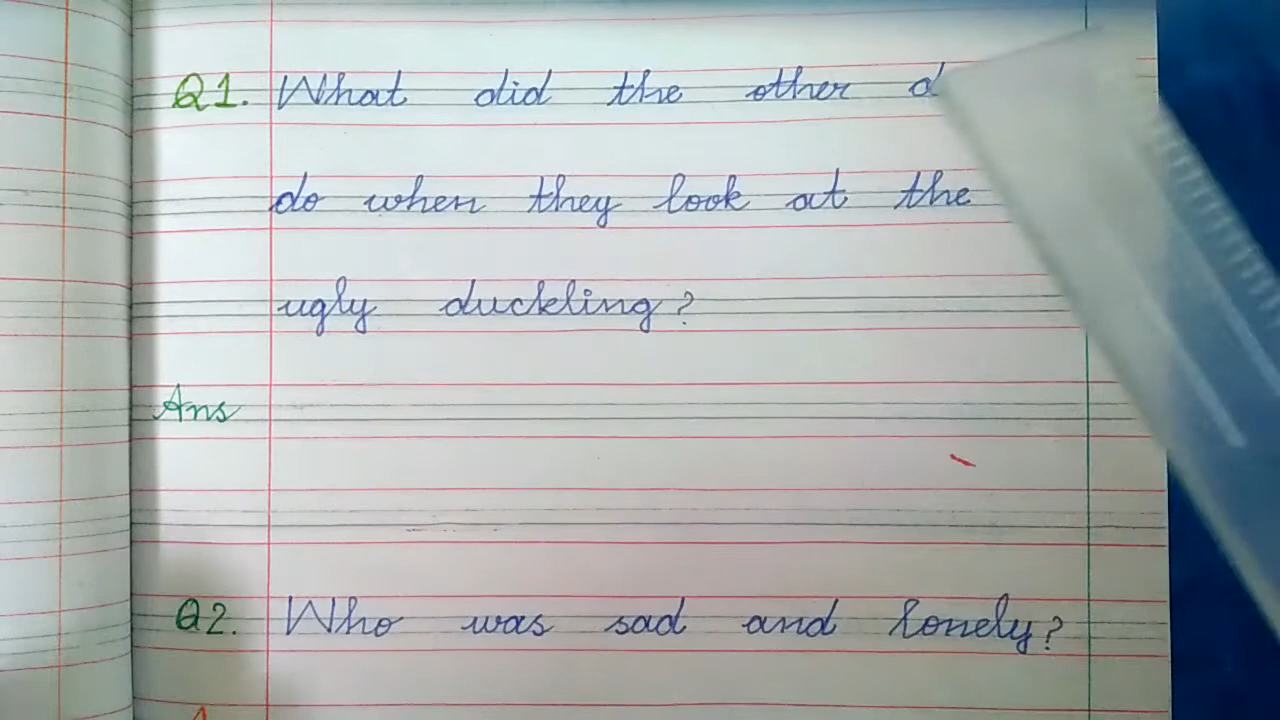 Q1. What did the other
do when they look at the
ugly duckling?
Ans
Q2. Who was sad and lonely?